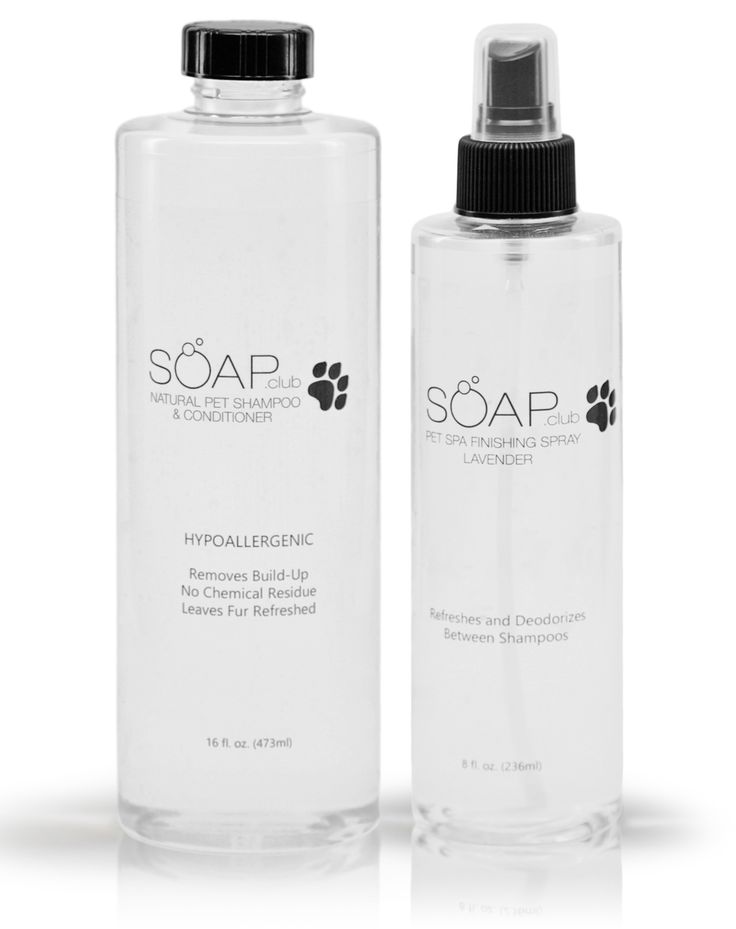 SOAP.club
NATURAL PET SHAMPOO
& CONDITIONER
HYPOALLERGENIC
Removes Build-Up
No Chemical Residue
Leaves Fur Refreshed
16 fl. oz. (473ml)
SOAP.club
PET SPA FINISHING SPRAY
LAVENDER
Refreshes and Deodorizes
Between Shampoos
8 fl. oz. (236ml)